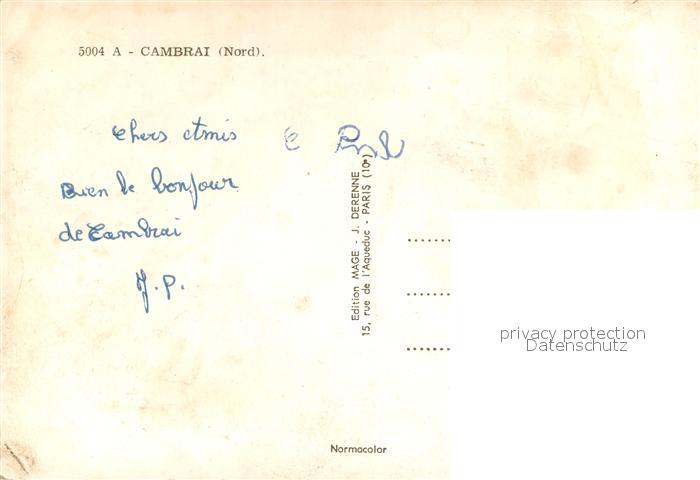 5004 A - CAMBRAI (Nord).
Chers Amis
Bien le bonjour
de Cambrai
J.P.
Edition MAGE - J. DERENNE
15, rue de l'Aqueduc - PARIS (10e)
privacy protection
Datenschutz
Normacolor